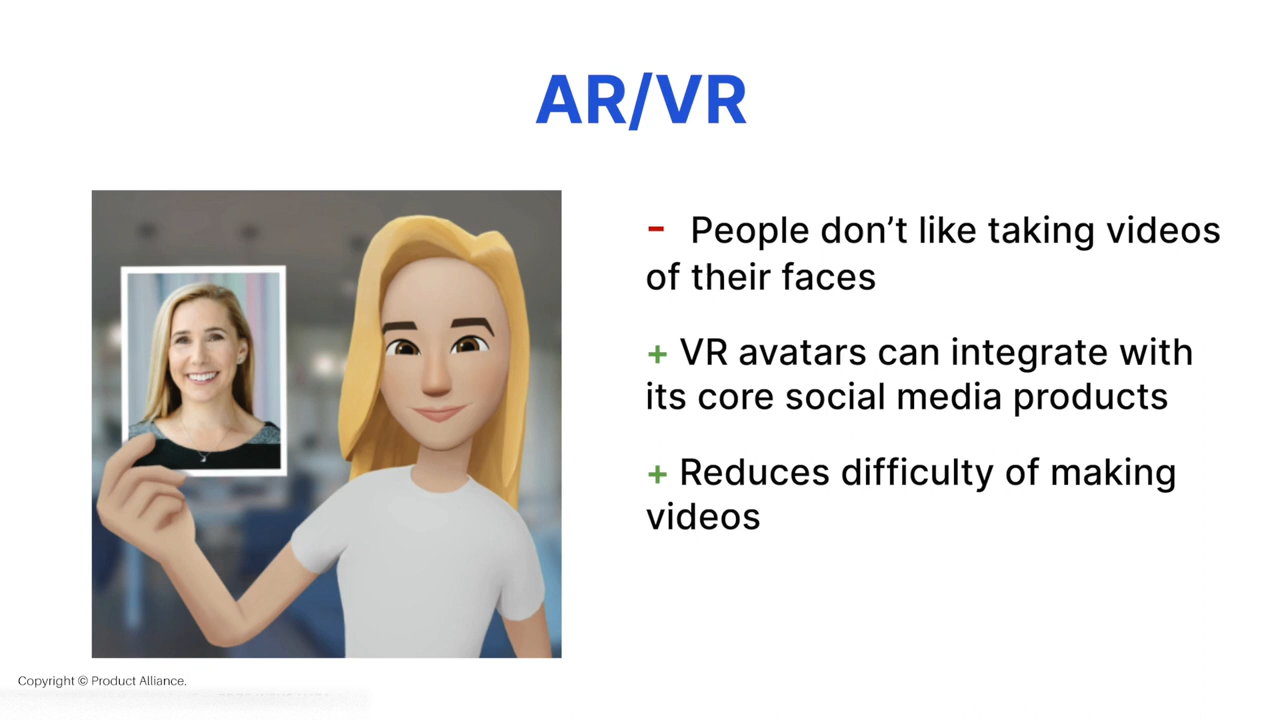 AR/VR
- People don’t like taking videos
of their faces
+ VR avatars can integrate with
its core social media products
+ Reduces difficulty of making
videos
Copyright © Product Alliance.